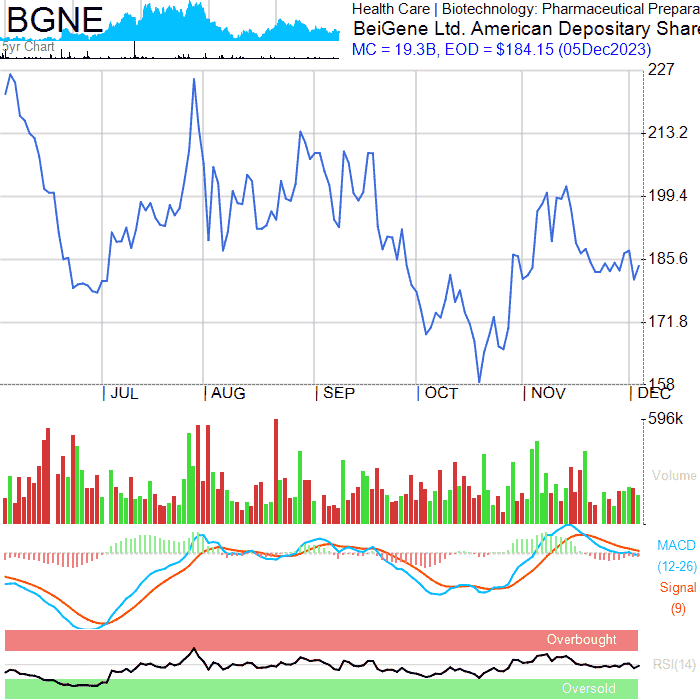 BGNE
5yr Chart
Health Care | Biotechnology: Pharmaceutical Prepara
BeiGene Ltd. American Depositary Share
MC = 19.3B, EOD = $184.15 (05Dec2023)
227
213.2
199.4
185.6
171.8
158
| JUL | AUG | SEP | OCT | NOV | DEC
596k
Volume
MACD
(12-26)
Signal
(9)
Overbought
RSI(14)
Oversold